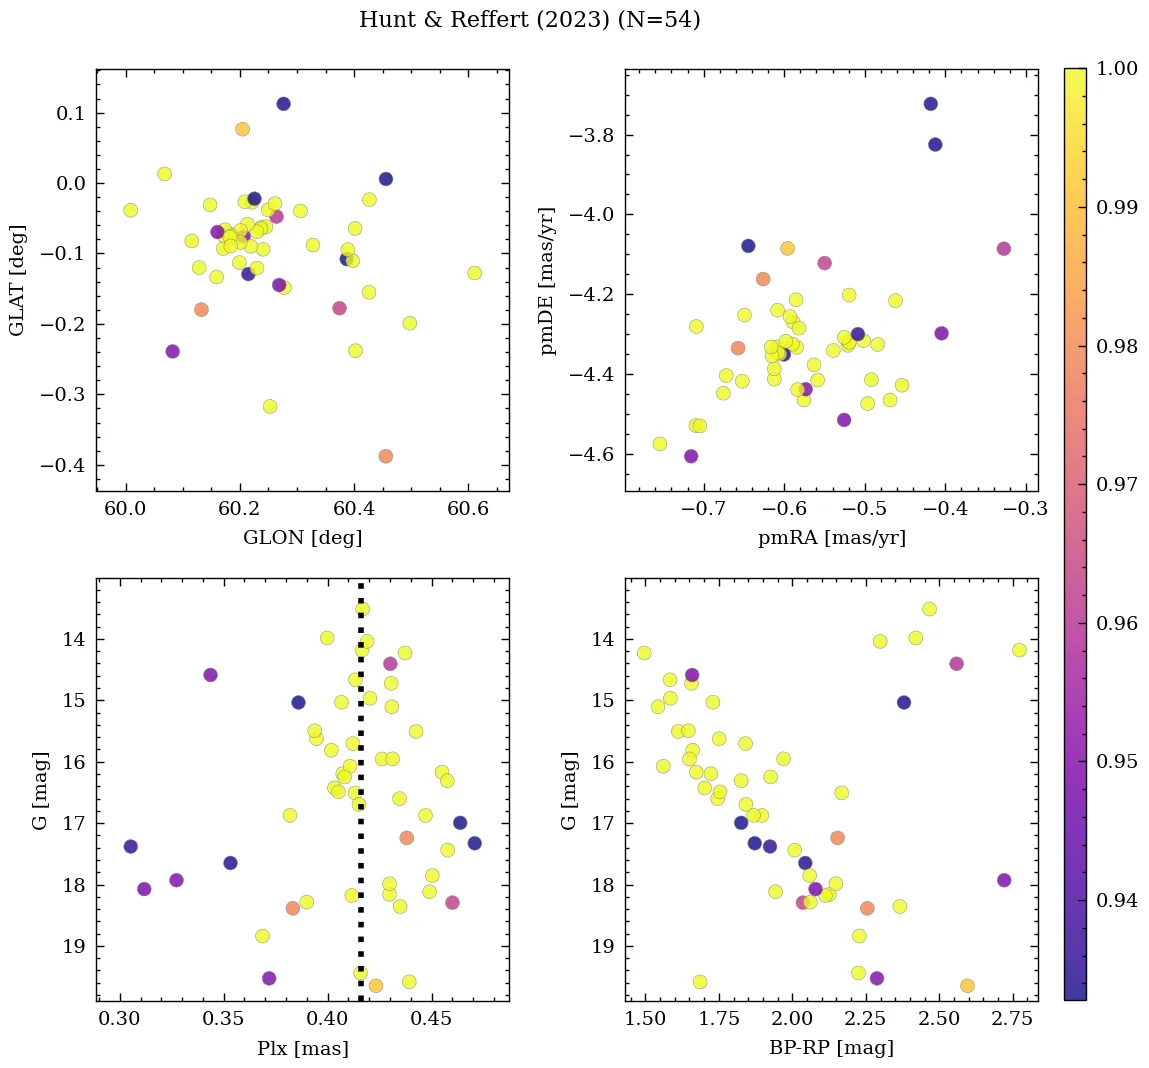 Hunt & Reffert (2023) (N=54)
0.1
0.0
−0.1
−0.2
−0.3
−0.4
GLAT [deg]
60.0 60.2 60.4 60.6
GLON [deg]
−3.8
−4.0
−4.2
−4.4
−4.6
pmDE [mas/yr]
−0.7 −0.6 −0.5 −0.4 −0.3
pmRA [mas/yr]
14
15
16
17
18
19
G [mag]
0.30 0.35 0.40 0.45
Plx [mas]
14
15
16
17
18
19
G [mag]
1.50 1.75 2.00 2.25 2.50 2.75
BP-RP [mag]
1.00
0.99
0.98
0.97
0.96
0.95
0.94